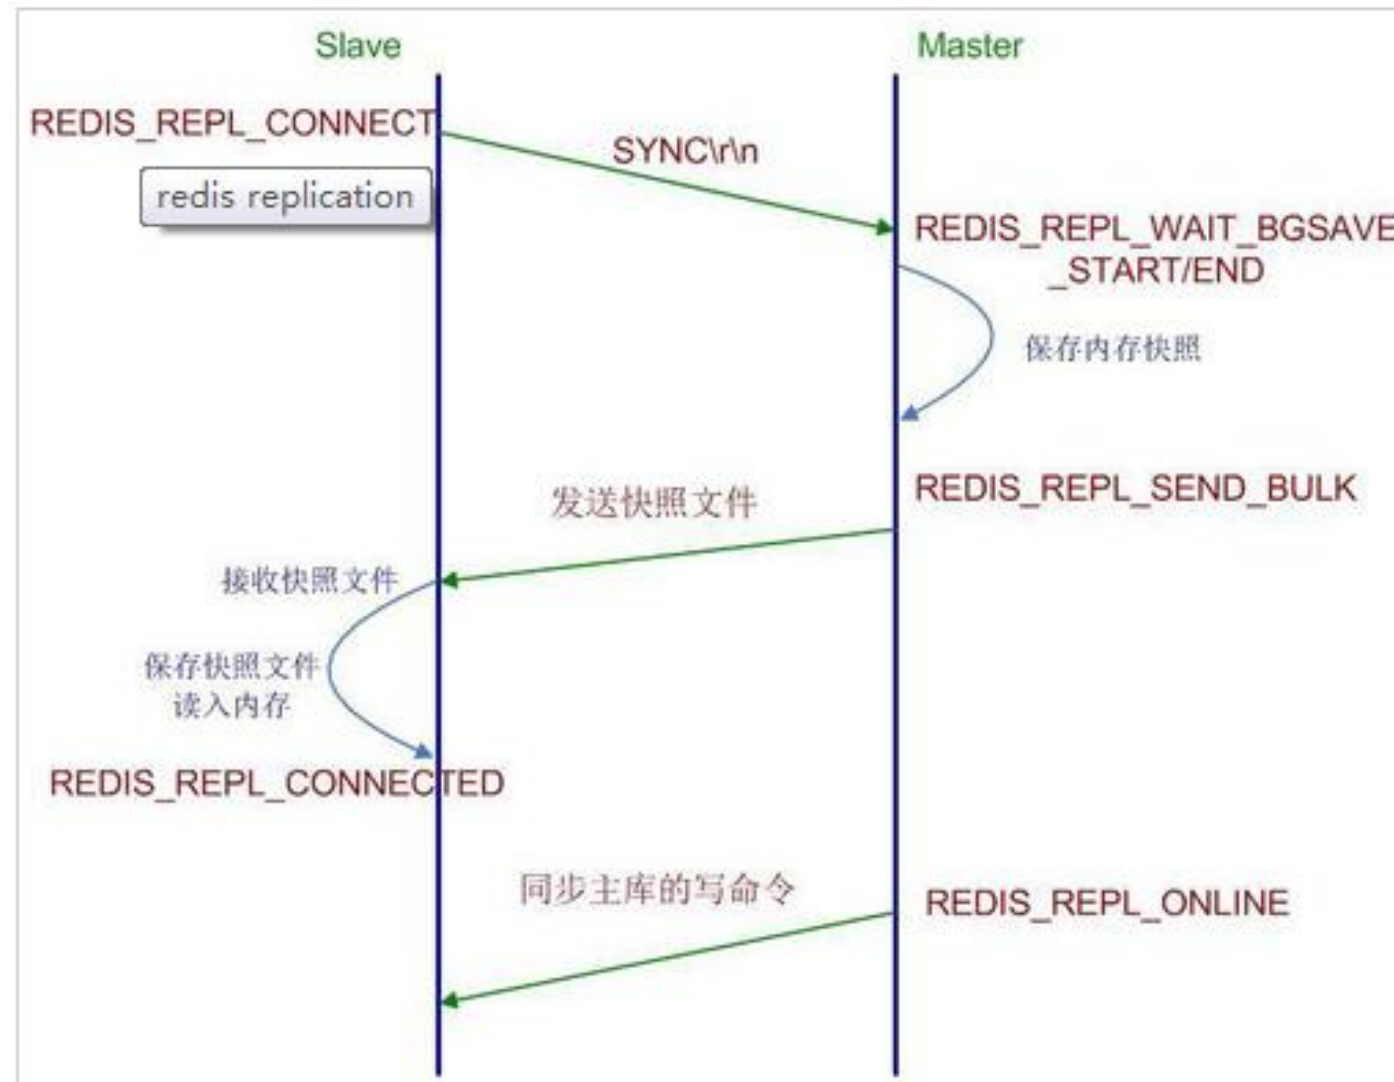 Slave
Master
REDIS_REPL_CONNECT
SYNC\r\n
redis replication
REDIS_REPL_WAIT_BGSAVE
_START/END
保存内存快照
REDIS_REPL_SEND_BULK
发送快照文件
接收快照文件
保存快照文件
读入内存
REDIS_REPL_CONNECTED
同步主库的写命令
REDIS_REPL_ONLINE